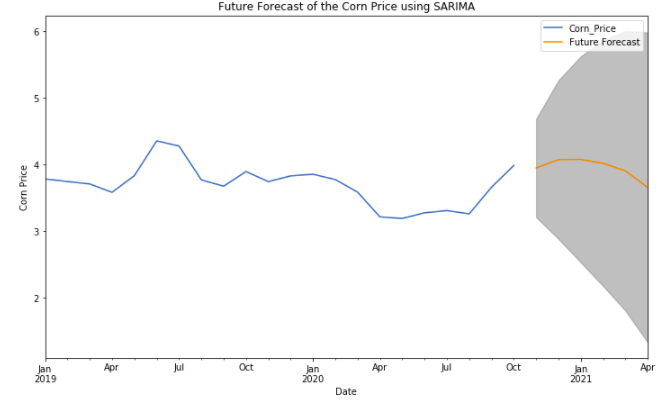 Future Forecast of the Corn Price using SARIMA
Corn_Price
Future Forecast
6
5
4
3
2
Corn Price
Jan
2019
Apr
Jul
Oct
Jan
2020
Apr
Jul
Oct
Jan
2021
Apr
Date